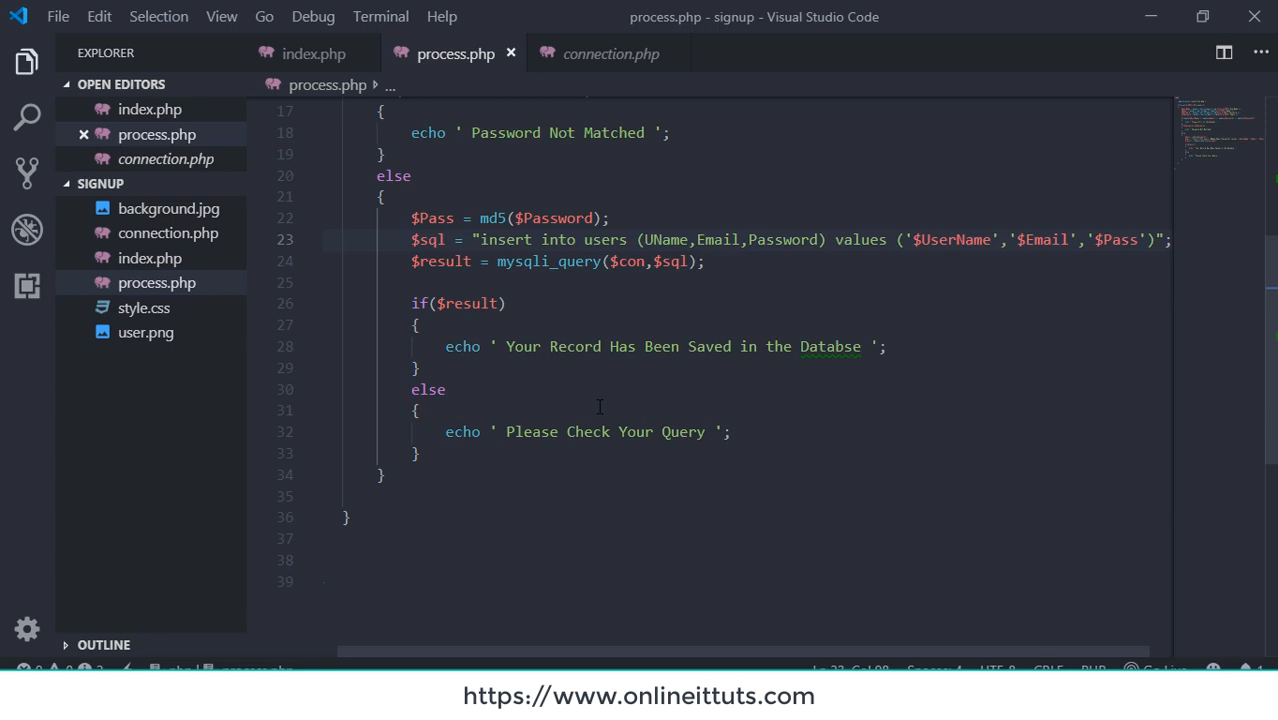 File Edit Selection View Go Debug Terminal Help process.php - signup - Visual Studio Code
EXPLORER index.php process.php connection.php
OPEN EDITORS process.php ...
index.php
process.php
connection.php
SIGNUP
background.jpg
connection.php
index.php
process.php
style.css
user.png
OUTLINE
17 {
18 echo ' Password Not Matched ';
19 }
20 else
21 {
22 $Pass = md5($Password);
23 $sql = "insert into users (UName,Email,Password) values ('$UserName','$Email','$Pass')";
24 $result = mysqli_query($con,$sql);
25
26 if($result)
27 {
28 echo ' Your Record Has Been Saved in the Databse ';
29 }
30 else
31 {
32 echo ' Please Check Your Query ';
33 }
34 }
35
36 }
37
38
39
https://www.onlineittuts.com